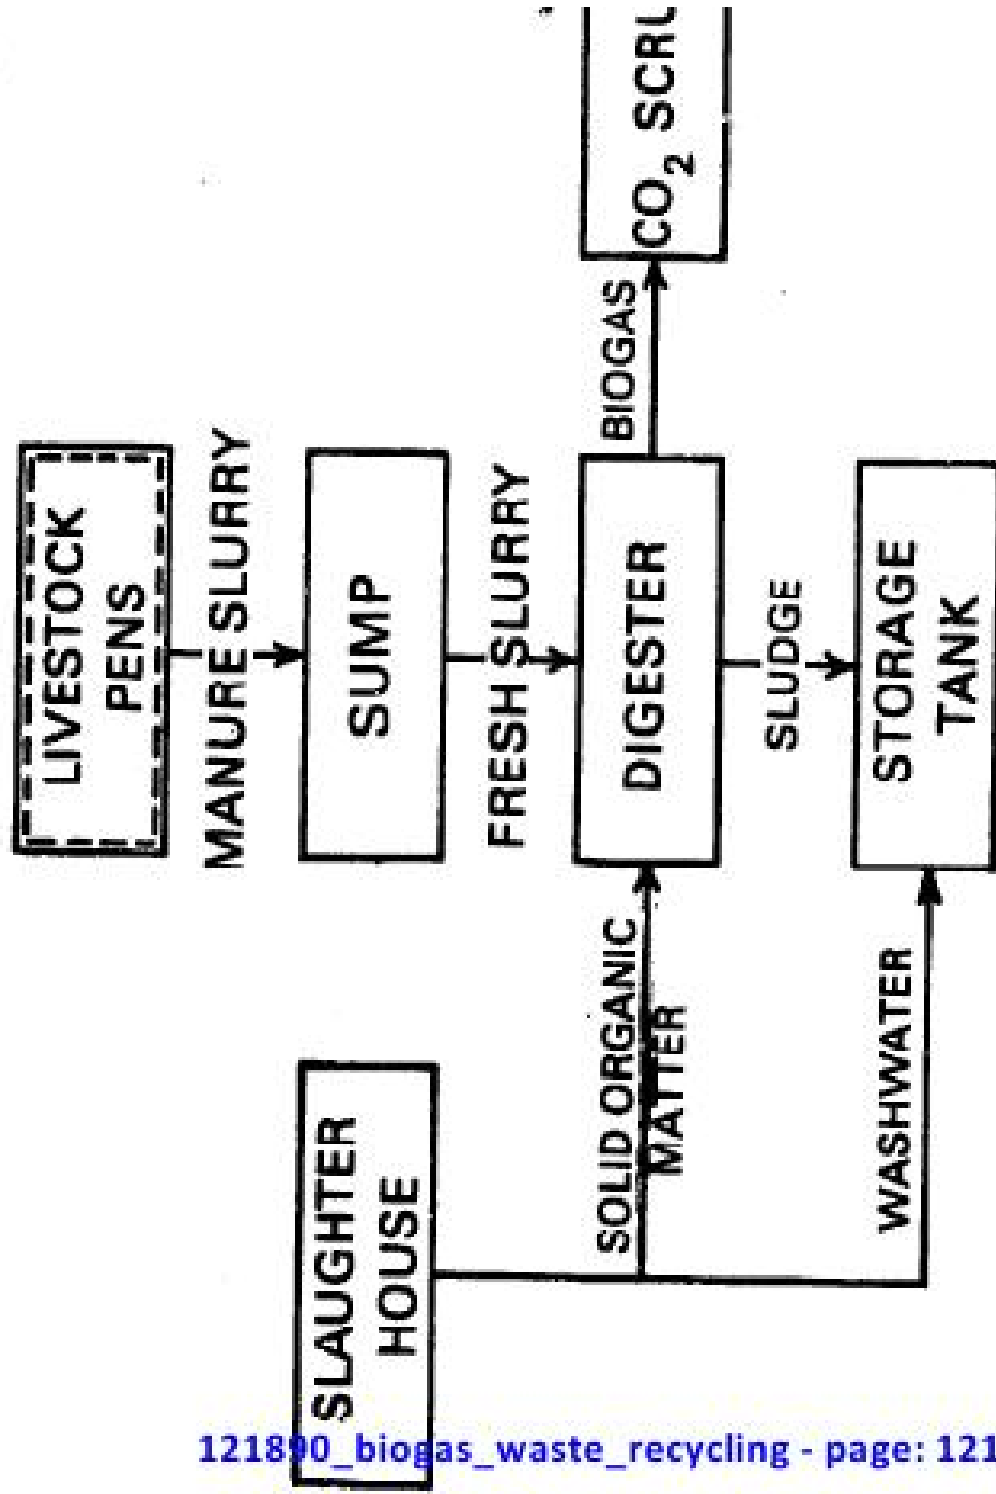 LIVESTOCK
PENS
MANURE SLURRY
SUMP
FRESH SLURRY
SLAUGHTER
HOUSE
SOLID ORGANIC
MATTER
DIGESTER
BIOGAS
CO₂
SLUDGE
WASHWATER
STORAGE
TANK
121890_biogas_waste_recycling - page: 121